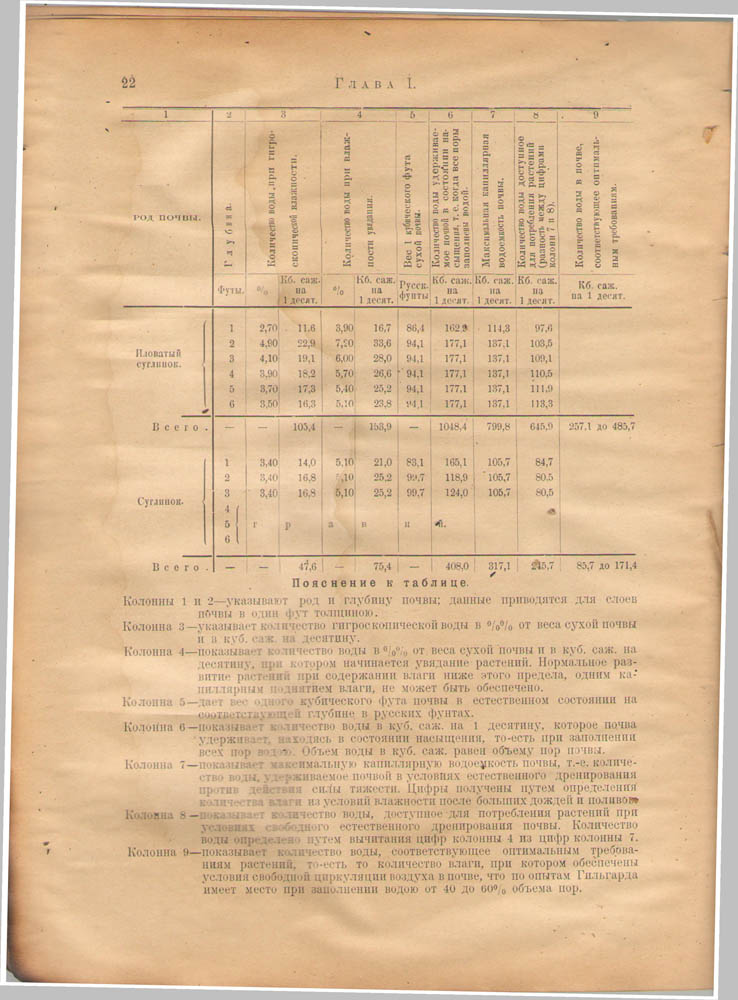 22
Глава I.
1 2 3 4 5 6 7 8 9
РОД ПОЧВЫ.
Глубина.
Количество воды при гигро-
скопической влажности.
Количество воды при влаж-
ности увядания.
Вес 1 кубического фута
сухой почвы.
Количество воды удерживае-
мое почвой в состоянии на-
сыщения, т. е. когда все поры
заполнены водой.
Максимальная капиллярная
водоемкость почвы.
Количество воды доступное
для потребления растений
(разность между цифрами
колонн 7 и 8).
Количество воды в почве,
соответствующее оптималь-
ным требованиям.
Футы. % Кб. саж. на 1 десят. % Кб. саж. на 1 десят. Русск. фунты Кб. саж. на 1 десят. Кб. саж. на 1 десят. Кб. саж. на 1 десят. Кб. саж. на 1 десят.
Иловатый
суглинок.
1 2,70 11,6 3,90 16,7 86,4 162,9 114,3 97,6
2 4,90 22,9 7,20 33,6 94,1 177,1 137,1 103,5
3 4,10 19,1 6,00 28,0 94,1 177,1 137,1 109,1
4 3,90 18,2 5,70 26,6 94,1 177,1 137,1 110,5
5 3,70 17,3 5,40 25,2 94,1 177,1 137,1 111,9
6 3,50 16,3 5,10 23,8 94,1 177,1 137,1 113,3
Всего . — — 105,4 — 153,9 — 1048,4 799,8 645,9 257,1 до 485,7
Суглинок.
1 3,40 14,0 5,10 21,0 83,1 165,1 105,7 84,7
2 3,40 16,8 5,10 25,2 99,7 118,9 105,7 80,5
3 3,40 16,8 5,10 25,2 99,7 124,0 105,7 80,5
4
5 г р а в и й.
6
Всего . — — 47,6 — 75,4 — 408,0 317,1 245,7 85,7 до 171,4
Пояснение к таблице.
Колонны 1 и 2—указывают род и глубину почвы; данные приводятся для слоев
почвы в один фут толщиною.
Колонна 3—указывает количество гигроскопической воды в %% от веса сухой почвы
и в куб. саж. на десятину.
Колонна 4—показывает количество воды в %% от веса сухой почвы и в куб. саж. на
десятину, при котором начинается увядание растений. Нормальное раз-
витие растений при содержании влаги ниже этого предела, одним ка-
пиллярным поднятием влаги, не может быть обеспечено.
Колонна 5—дает вес одного кубического фута почвы в естественном состоянии на
соответствующей глубине в русских фунтах.
Колонна 6—показывает количество воды в куб. саж. на 1 десятину, которое почва
удерживает, находясь в состоянии насыщения, то-есть при заполнении
всех пор водою. Объем воды в куб. саж. равен объему пор почвы.
Колонна 7—показывает максимальную капиллярную водоемкость почвы, т.-е. количе-
ство воды, удерживаемое почвой в условиях естественного дренирования
против действия силы тяжести. Цифры получены путем определения
количества влаги из условий влажности после больших дождей и поливов.
Колонна 8—показывает количество воды, доступное для потребления растений при
условиях свободного естественного дренирования почвы. Количество
воды определено путем вычитания цифр колонны 4 из цифр колонны 7.
Колонна 9—показывает количество воды, соответствующее оптимальным требова-
ниям растений, то-есть то количество влаги, при котором обеспечены
условия свободной циркуляции воздуха в почве, что по опытам Гильгарда
имеет место при заполнении водою от 40 до 60% объема пор.